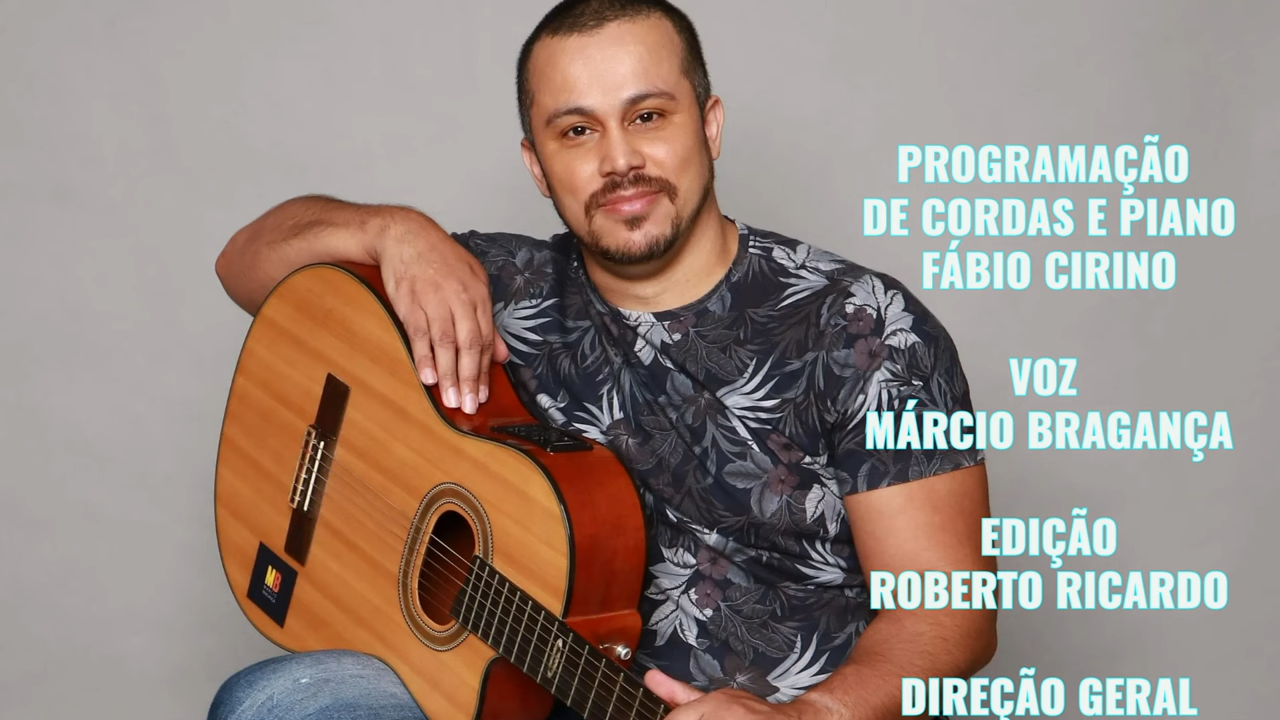 PROGRAMAÇÃO
DE CORDAS E PIANO
FÁBIO CIRINO
VOZ
MÁRCIO BRAGANÇA
EDIÇÃO
ROBERTO RICARDO
DIREÇÃO GERAL
MB